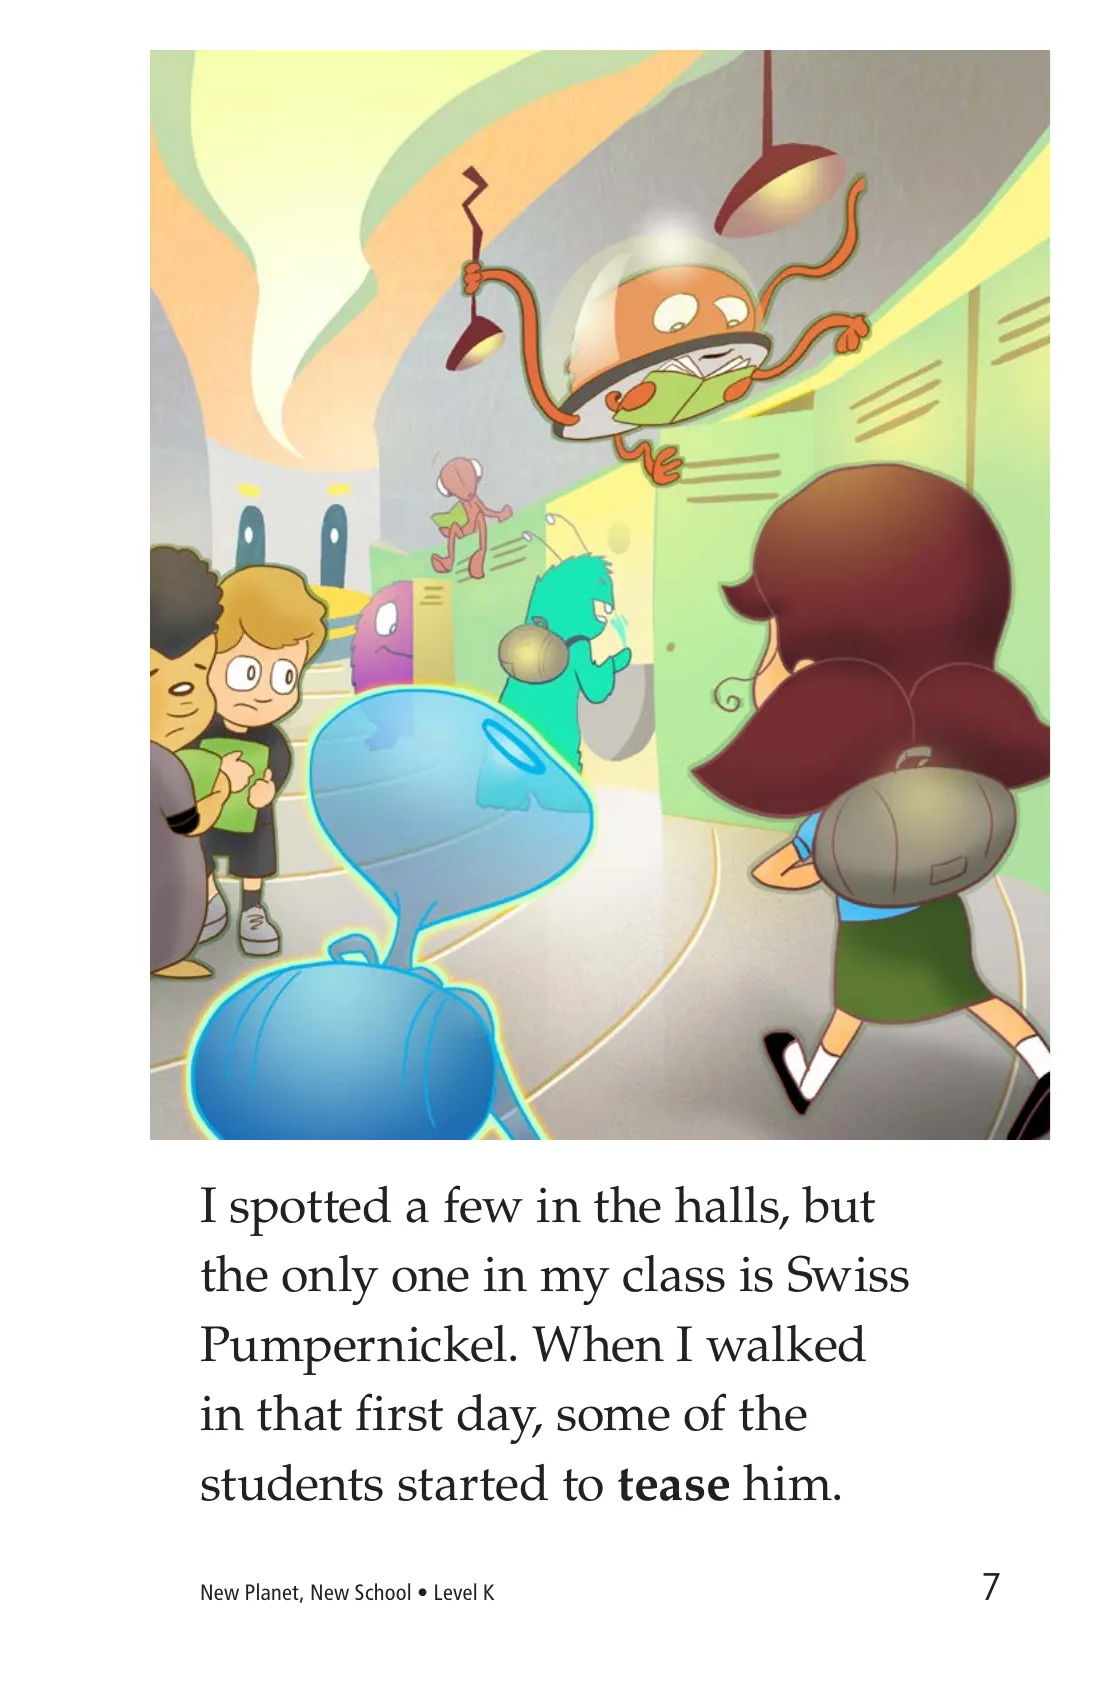 I spotted a few in the halls, but
the only one in my class is Swiss
Pumpernickel. When I walked
in that first day, some of the
students started to tease him.
New Planet, New School • Level K
7